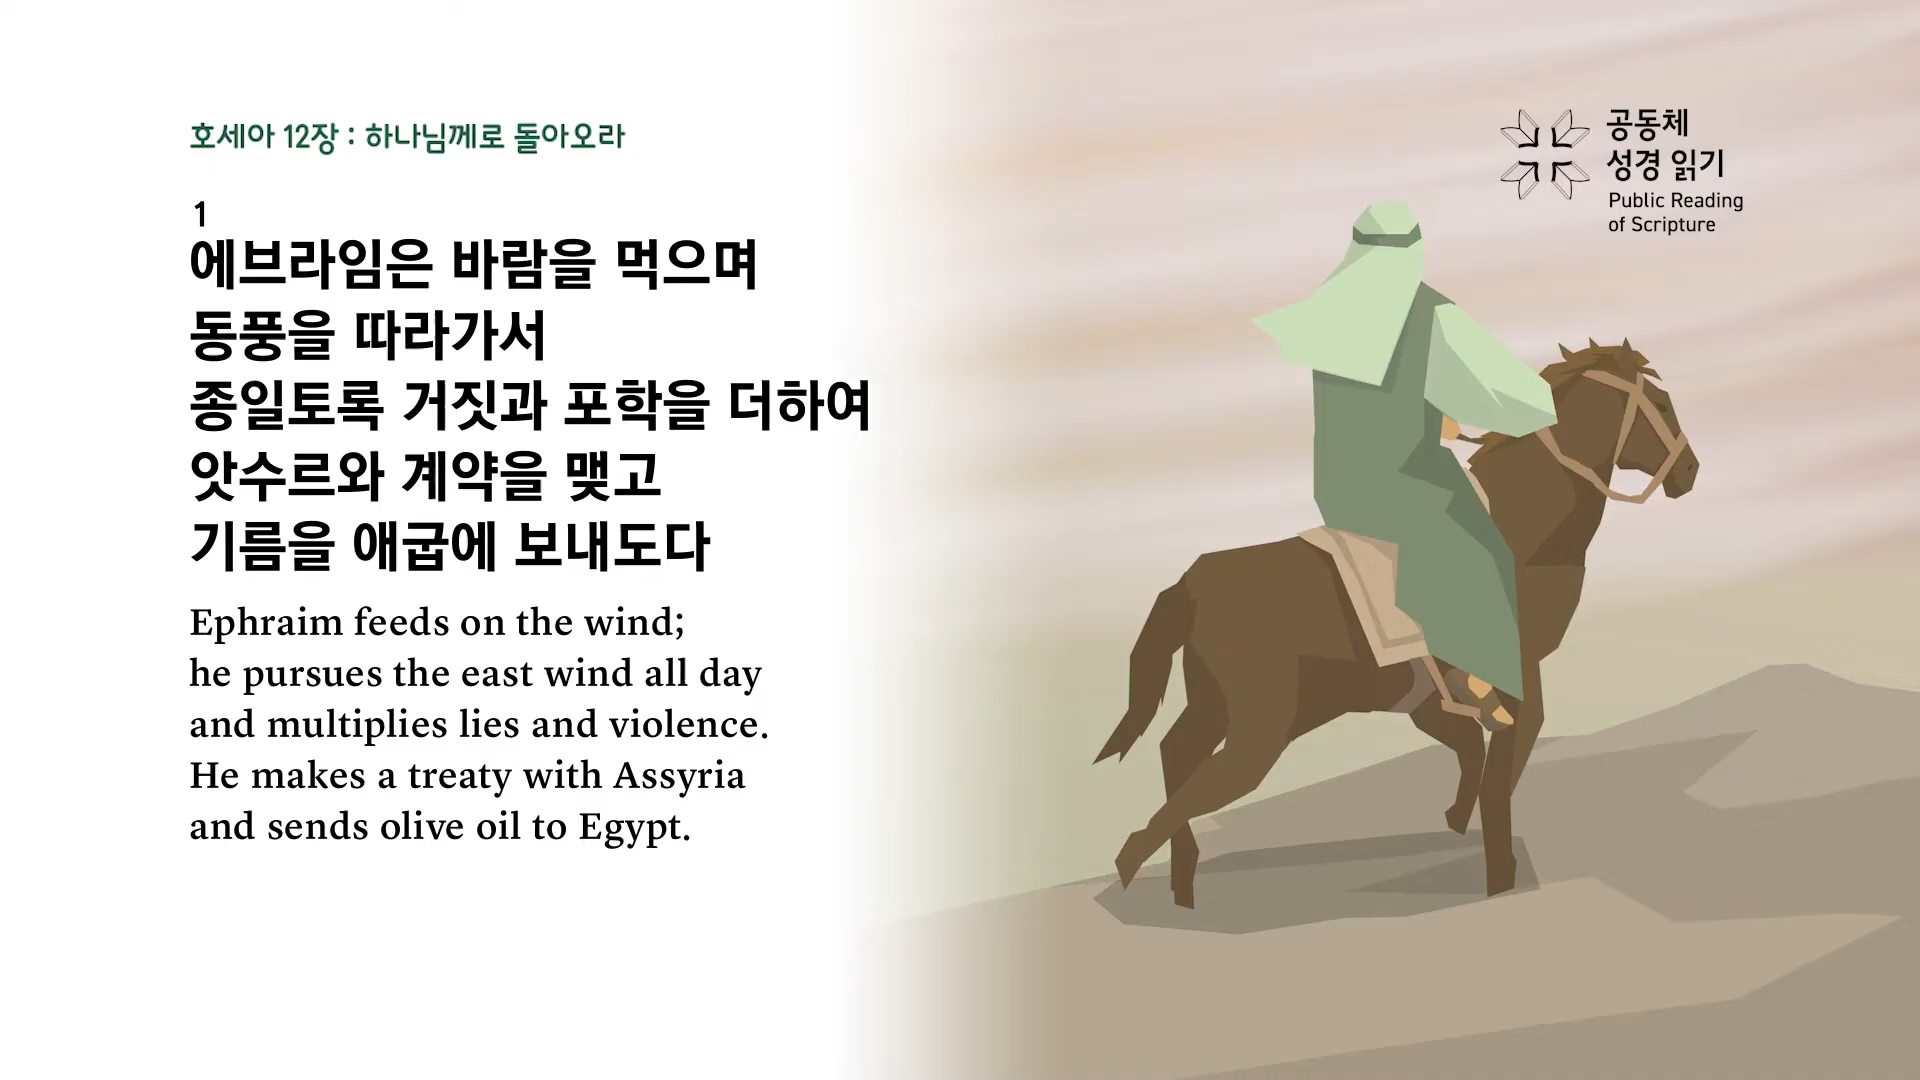 호세아 12장 : 하나님께로 돌아오라
1
에브라임은 바람을 먹으며
동풍을 따라가서
종일토록 거짓과 포학을 더하여
앗수르와 계약을 맺고
기름을 애굽에 보내도다
Ephraim feeds on the wind;
he pursues the east wind all day
and multiplies lies and violence.
He makes a treaty with Assyria
and sends olive oil to Egypt.
공동체
성경 읽기
Public Reading
of Scripture